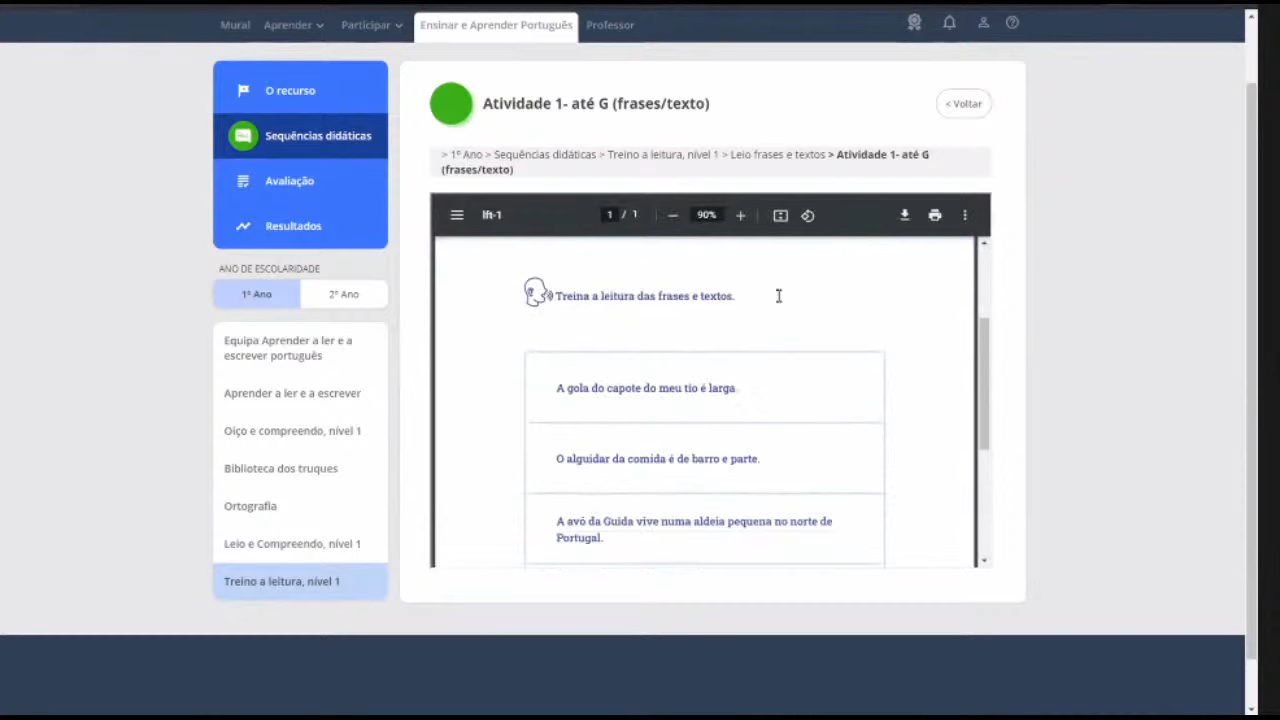 Mural Aprender Participar Ensinar e Aprender Português Professor
O recurso
Sequências didáticas
Avaliação
Resultados
ANO DE ESCOLARIDADE
1º Ano 2º Ano
Equipa Aprender a ler e a
escrever português
Aprender a ler e a escrever
Oiço e compreendo, nível 1
Biblioteca dos truques
Ortografia
Leio e Compreendo, nível 1
Treino a leitura, nível 1
Atividade 1- até G (frases/texto)
< Voltar
> 1º Ano > Sequências didáticas > Treino a leitura, nível 1 > Leio frases e textos > Atividade 1- até G
(frases/texto)
lft-1 1 / 1 90%
Treina a leitura das frases e textos.
A gola do capote do meu tio é larga.
O alguidar da comida é de barro e parte.
A avó da Guida vive numa aldeia pequena no norte de
Portugal.